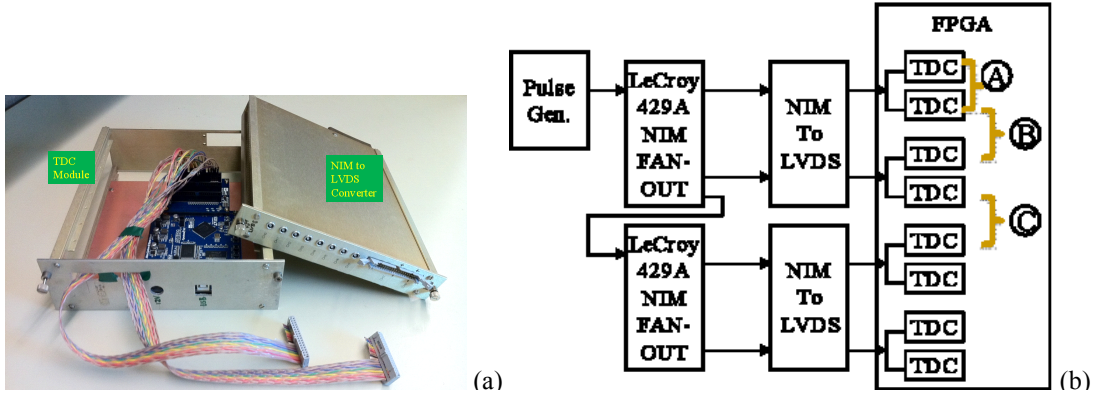 TDC
Module
NIM to
LVDS
Converter
(a)
Pulse
Gen.
LeCroy
429A
NIM
FAN-
OUT
NIM
To
LVDS
LeCroy
429A
NIM
FAN-
OUT
NIM
To
LVDS
FPGA
TDC
TDC
TDC
TDC
TDC
TDC
TDC
TDC
A
B
C
(b)